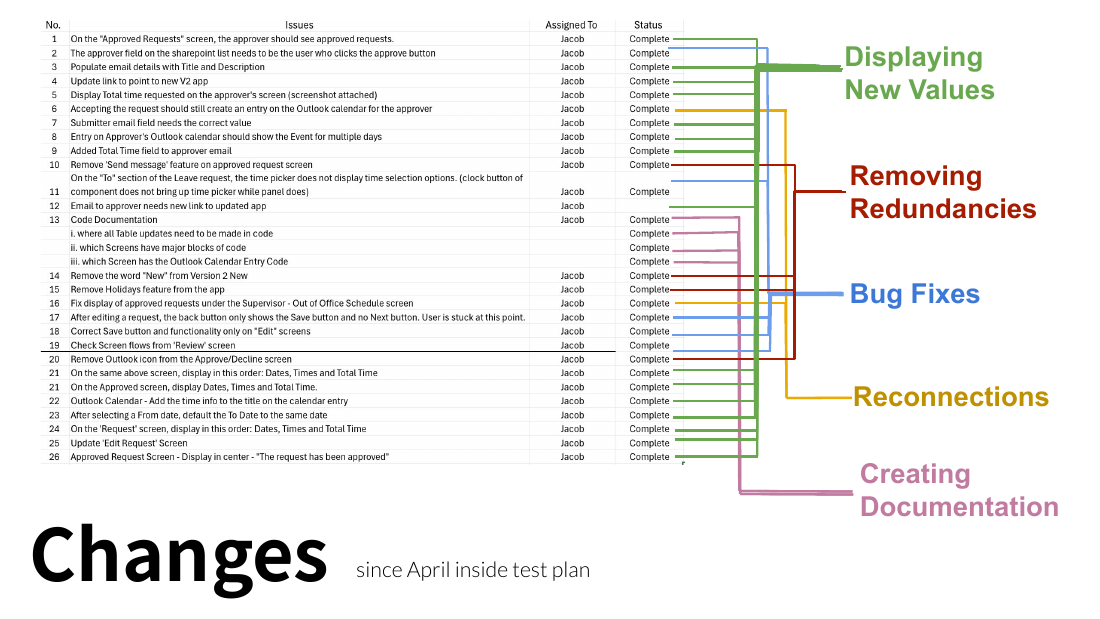 No. Issues Assigned To Status
1 On the "Approved Requests" screen, the approver should see approved requests. Jacob Complete
2 The approver field on the sharepoint list needs to be the user who clicks the approve button Jacob Complete
3 Populate email details with Title and Description Jacob Complete
4 Update link to point to new V2 app Jacob Complete
5 Display Total time requested on the approver's screen (screenshot attached) Jacob Complete
6 Accepting the request should still create an entry on the Outlook calendar for the approver Jacob Complete
7 Submitter email field needs the correct value Jacob Complete
8 Entry on Approver's Outlook calendar should show the Event for multiple days Jacob Complete
9 Added Total Time field to approver email Jacob Complete
10 Remove 'Send message' feature on approved request screen Jacob Complete
On the "To" section of the Leave request, the time picker does not display time selection options. (clock button of
11 component does not bring up time picker while panel does) Jacob Complete
12 Email to approver needs new link to updated app Jacob
13 Code Documentation Jacob Complete
i. where all Table updates need to be made in code Complete
ii. which Screens have major blocks of code Complete
iii. which Screen has the Outlook Calendar Entry Code Complete
14 Remove the word "New" from Version 2 New Jacob Complete
15 Remove Holidays feature from the app Jacob Complete
16 Fix display of approved requests under the Supervisor - Out of Office Schedule screen Jacob Complete
17 After editing a request, the back button only shows the Save button and no Next button. User is stuck at this point. Jacob Complete
18 Correct Save button and functionality only on "Edit" screens Jacob Complete
19 Check Screen flows from 'Review' screen Jacob Complete
20 Remove Outlook icon from the Approve/Decline screen Jacob Complete
21 On the same above screen, display in this order: Dates, Times and Total Time Jacob Complete
21 On the Approved screen, display Dates, Times and Total Time. Jacob Complete
22 Outlook Calendar - Add the time info to the title on the calendar entry Jacob Complete
23 After selecting a From date, default the To Date to the same date Jacob Complete
24 On the 'Request' screen, display in this order: Dates, Times and Total Time Jacob Complete
25 Update 'Edit Request' Screen Jacob Complete
26 Approved Request Screen - Display in center - "The request has been approved" Jacob Complete
Displaying
New Values
Removing
Redundancies
Bug Fixes
Reconnections
Creating
Documentation
Changes since April inside test plan